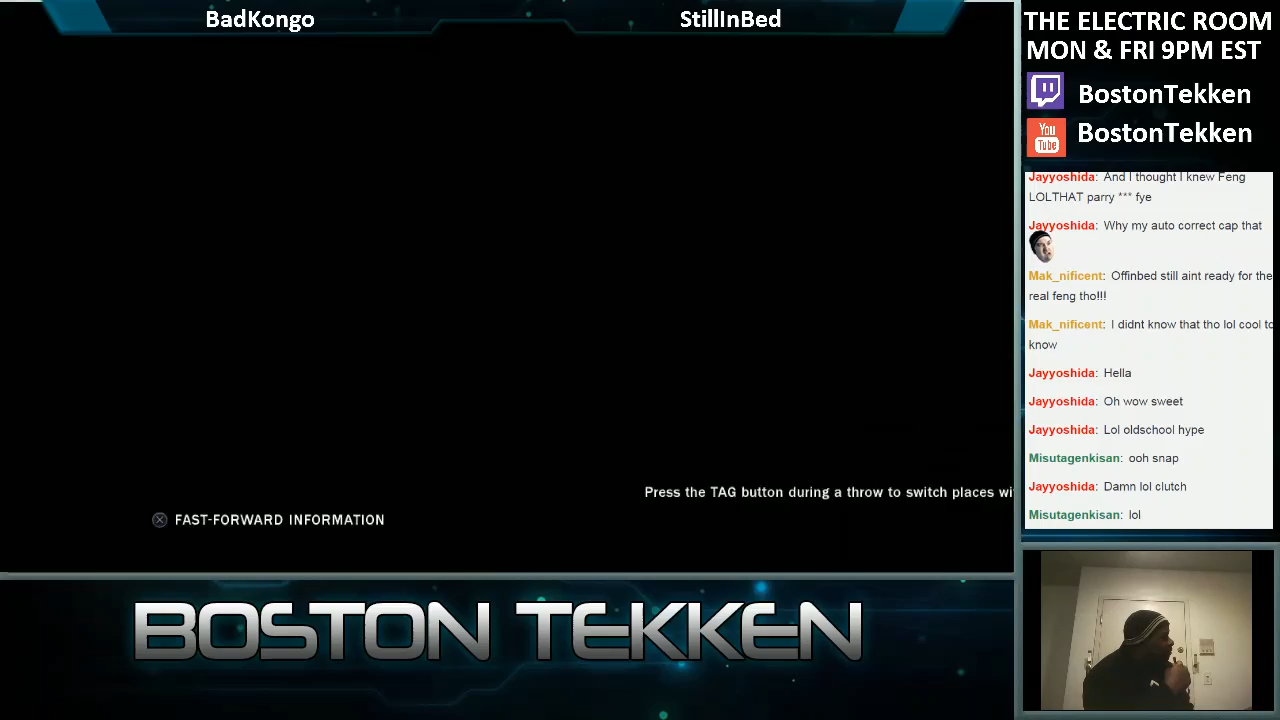 BadKongo
StillInBed
THE ELECTRIC ROOM
MON & FRI 9PM EST
BostonTekken
You
Tube
BostonTekken
Jayyoshida: And I thought I knew Feng
LOLTHAT parry *** fye
Jayyoshida: Why my auto correct cap that
Mak_nificent: Offinbed still aint ready for the
real feng tho!!!
Mak_nificent: I didnt know that tho lol cool to
know
Jayyoshida: Hella
Jayyoshida: Oh wow sweet
Jayyoshida: Lol oldschool hype
Misutagenkisan: ooh snap
Jayyoshida: Damn lol clutch
Misutagenkisan: lol
Press the TAG button during a throw to switch places wi
FAST-FORWARD INFORMATION
BOSTON TEKKEN